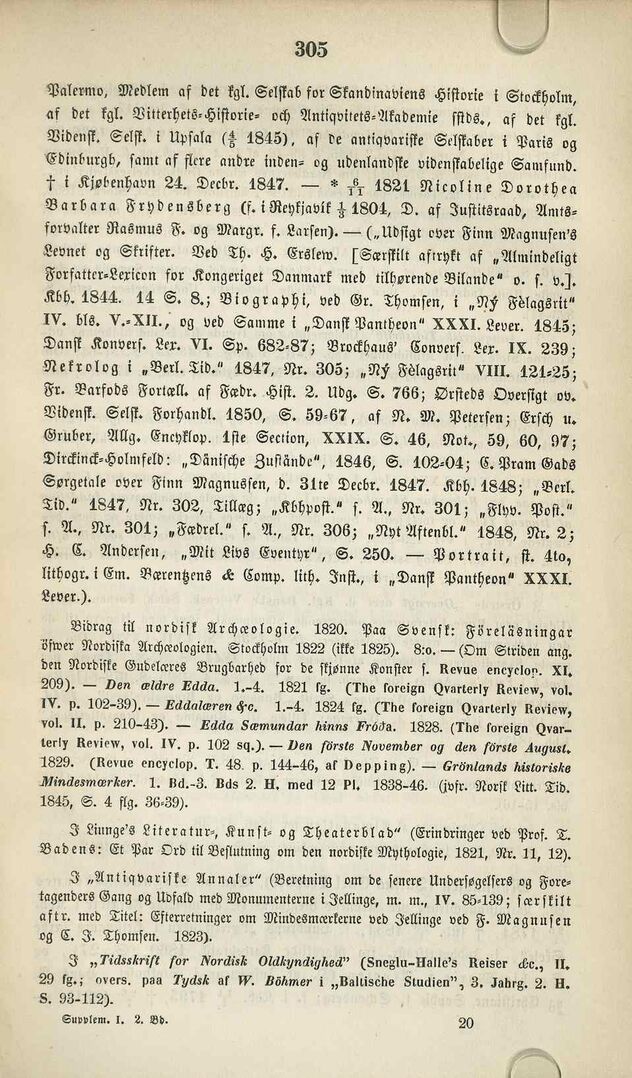 305
Palermo, Medlem af det kgl. Selskab for Skandinaviens Historie i Stockholm,
af det kgl. Vitterhets-Historie- och Antiqvitets-Akademie sstds., af det kgl.
Vidensk. Selsk. i Upsala (4/6 1845), af de antiqvariske Selskaber i Paris og
Edinburgh, samt af flere andre inden- og udenlandske videnskabelige Samfund.
† i Kjøbenhavn 24. Decbr. 1847. — * 6/11 1821 Nicoline Dorothea
Barbara Frydensberg (f. i Reykjavik 1804, D. af Justitsraad, Amts-
forvalter Rasmus F. og Margr. f. Larsen). — („Udsigt over Finn Magnusen's
Levnet og Skrifter. Ved Th. H. Erslew. [Særskilt aftrykt af „Almindeligt
Forfatter-Lexicon for Kongeriget Danmark med tilhørende Bilande" o. s. v.].
Kbh. 1844. 14 S. 8.; Biographi, ved Gr. Thomsen, i „Ný Fèlagsrit"
IV. bls. V.-XII., og ved Samme i „Dansk Pantheon" XXXI. Lever. 1845;
Dansk Konvers. Lex. VI. Sp. 682-87; Brockhaus' Convers. Lex. IX. 239;
Nekrolog i „Berl. Tid." 1847, Nr. 305; „Ný Fèlagsrit" VIII. 121-25;
Fr. Barfods Fortæll. af Fædr. Hist. 2. Udg. S. 766; Ørsteds Oversigt ov.
Vidensk. Selsk. Forhandl. 1850, S. 59-67, af N. M. Petersen; Ersch u.
Gruber, Allg. Encyklop. 1ste Section, XXIX. S. 46, Not., 59, 60, 97;
Dirckinck-Holmfeld: „Dänische Zustände", 1846, S. 102-04; C. Pram Gads
Sørgetale over Finn Magnussen, d. 31te Decbr. 1847. Kbh. 1848; „Berl.
Tid." 1847, Nr. 302, Tillæg; „Kbhpost." s. A., Nr. 301; „Flyv. Post."
s. A., Nr. 301; „Fædrel." s. A., Nr. 306; „Nyt Aftenbl." 1848, Nr. 2;
H. C. Andersen, „Mit Livs Eventyr", S. 250. — Portrait, st. 4to,
lithogr. i Em. Bærentzens & Comp. lith. Inst., i „Dansk Pantheon" XXXI.
Lever.).
Bidrag til nordisk Archæologie. 1820. Paa Svensk: Föreläsningar
öfwer Nordiska Archæologien. Stockholm 1822 (ikke 1825). 8:o. — (Om Striden ang.
den Nordiske Gudelæres Brugbarhed for de skjønne Konster s. Revue encyclop. XI.
209). — Den ældre Edda. 1.-4. 1821 fg. (The foreign Qvarterly Review, vol.
IV. p. 102-39). — Eddalæren &c. 1.-4. 1824 fg. (The foreign Qvarterly Review,
vol. II. p. 210-43). — Edda Sæmundar hinns Fróða. 1828. (The foreign Qvar-
terly Review, vol. IV. p. 102 sq.). — Den förste November og den förste August.
1829. (Revue encyclop. T. 48. p. 144-46, af Depping). — Grönlands historiske
Mindesmærker. 1. Bd.-3. Bds 2. H. med 12 Pl. 1838-46. (jvfr. Norsk Litt. Tid.
1845, S. 4 flg. 36-39).
I Liunge's Literatur-, Kunst- og Theaterblad" (Erindringer ved Prof. T.
Badens: Et Par Ord til Beslutning om den nordiske Mythologie, 1821, Nr. 11, 12).
I „Antiqvariske Annaler" (Beretning om de senere Undersøgelsers og Fore-
tagenders Gang og Udfald med Monumenterne i Jellinge, m. m., IV. 85-139; særskilt
aftr. med Titel: Efterretninger om Mindesmærkerne ved Jellinge ved F. Magnusen
og C. J. Thomsen. 1823).
I „Tidsskrift for Nordisk Oldkyndighed" (Sneglu-Halle's Reiser &c., II.
29 fg.; overs. paa Tydsk af W. Böhmer i „Baltische Studien", 3. Jahrg. 2. H.
S. 93-112).
Supplem. I. 2. Bd. 20